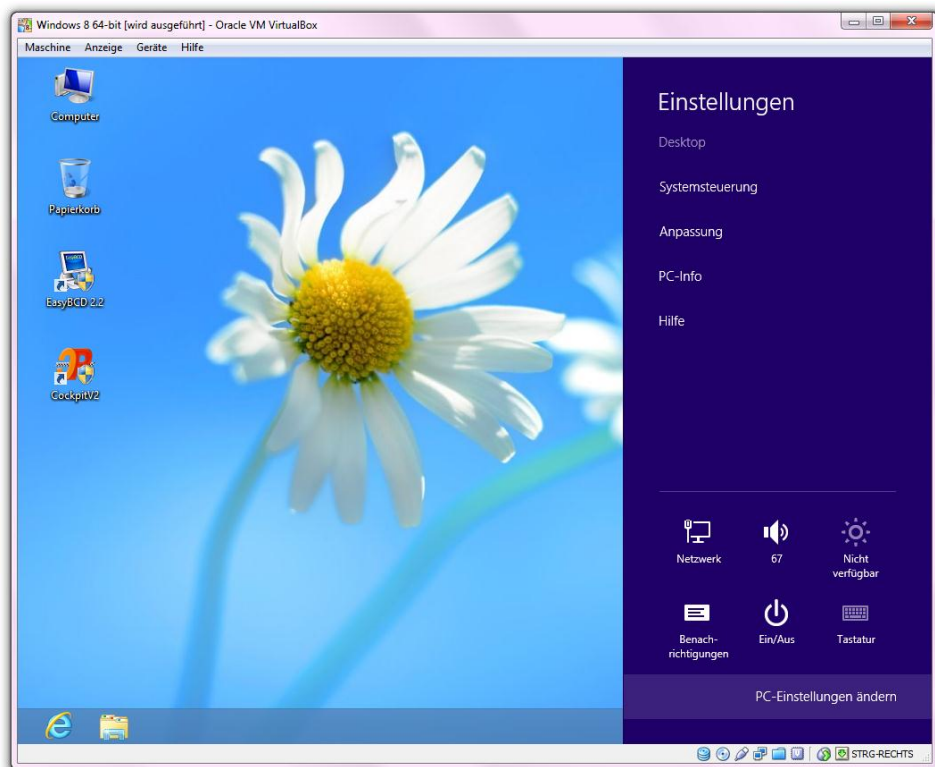 Windows 8 64-bit [wird ausgeführt] - Oracle VM VirtualBox
Maschine Anzeige Geräte Hilfe
Computer
Papierkorb
EasyBCD 2.2
CockpitV2
Einstellungen
Desktop
Systemsteuerung
Anpassung
PC-Info
Hilfe
Netzwerk
67
Nicht
verfügbar
Benach-
richtigungen
Ein/Aus
Tastatur
PC-Einstellungen ändern
STRG-RECHTS